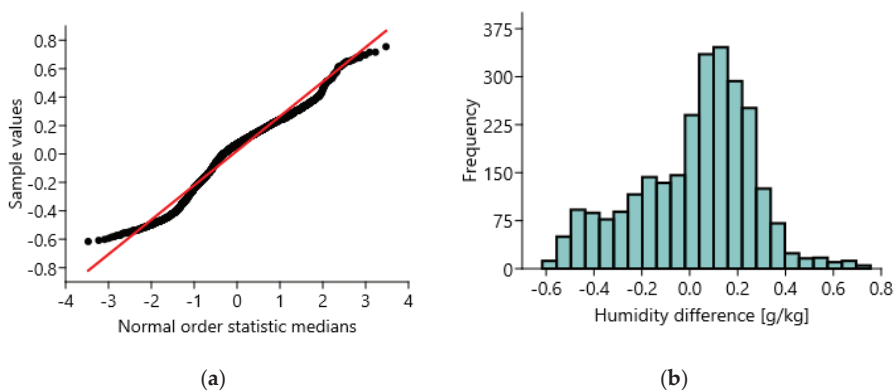 0.8
0.6
0.4
0.2
0.0
-0.2
-0.4
-0.6
-0.8
Sample values
-4 -3 -2 -1 0 1 2 3 4
Normal order statistic medians
(a)
375
300
225
150
75
0
Frequency
-0.6 -0.4 -0.2 0.0 0.2 0.4 0.6 0.8
Humidity difference [g/kg]
(b)